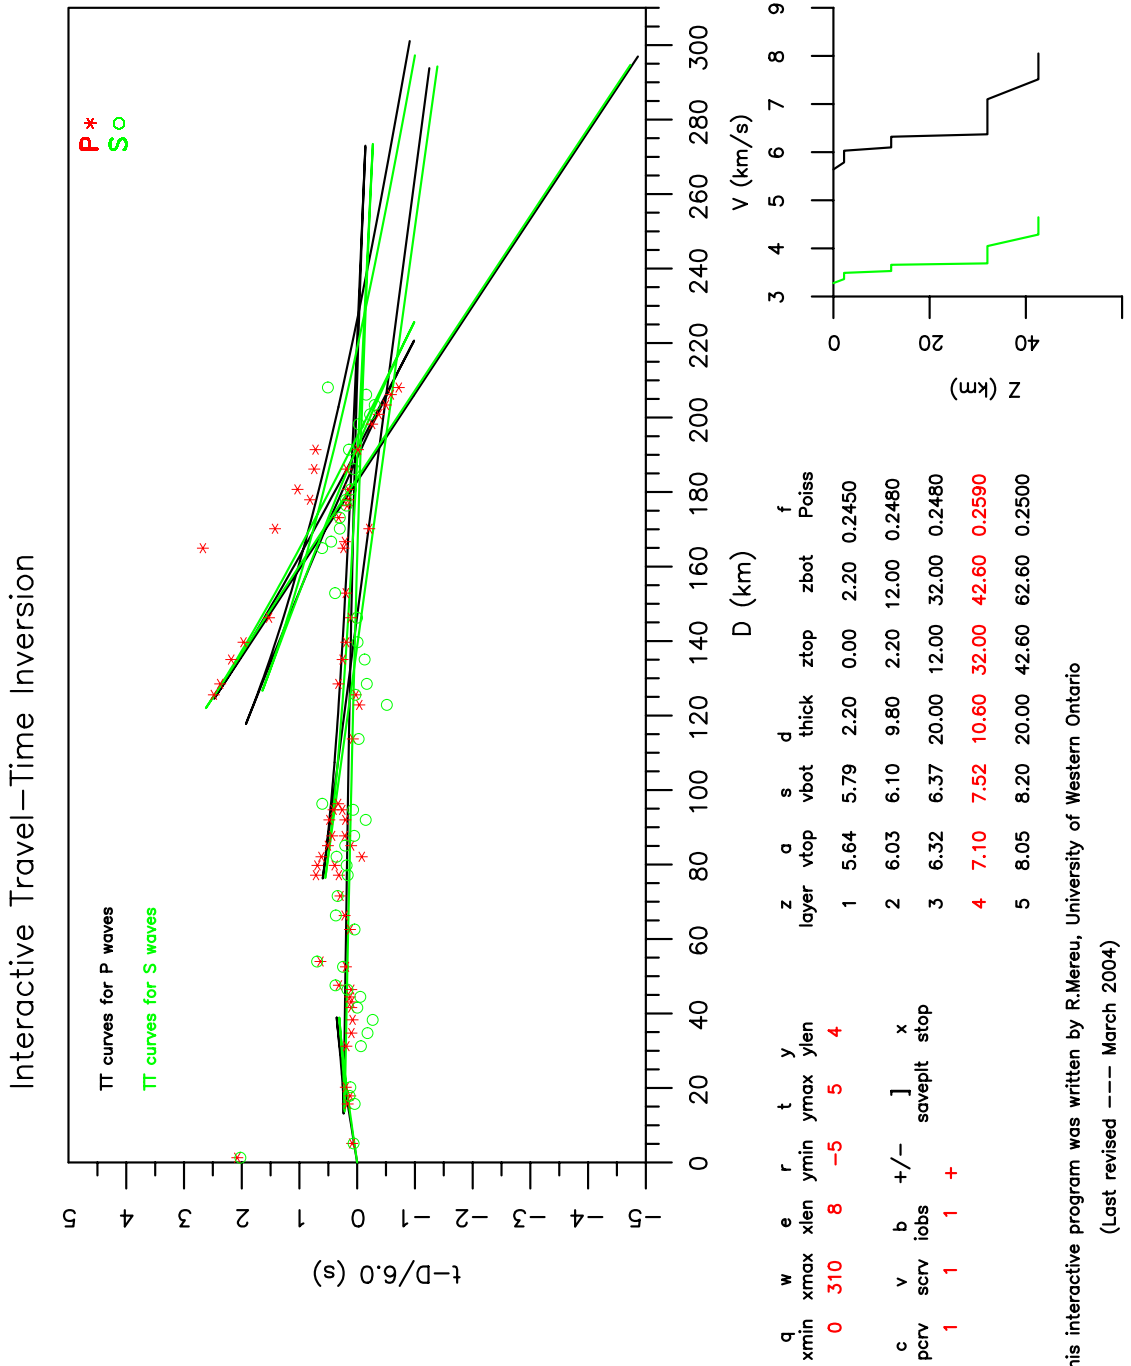 Interactive Travel-Time Inversion
P *
S o
TT curves for P waves
TT curves for S waves
5 4 3 2 1 0 -1 -2 -3 -4 -5
t-D/6.0 (s)
0 20 40 60 80 100 120 140 160 180 200 220 240 260 280 300
D (km)
3 4 5 6 7 8 9
V (km/s)
0 20 40
Z (km)
q w e r t y
xmin xmax xlen ymin ymax ylen
0 310 8 -5 5 4
c v b +/- ] x
pcrv scrv iobs saveplt stop
1 1 1 +
z a s d f
layer vtop vbot thick ztop zbot Poiss
1 5.64 5.79 2.20 0.00 2.20 0.2450
2 6.03 6.10 9.80 2.20 12.00 0.2480
3 6.32 6.37 20.00 12.00 32.00 0.2480
4 7.10 7.52 10.60 32.00 42.60 0.2590
5 8.05 8.20 20.00 42.60 62.60 0.2500
his interactive program was written by R.Mereu, University of Western Ontario
(Last revised --- March 2004)